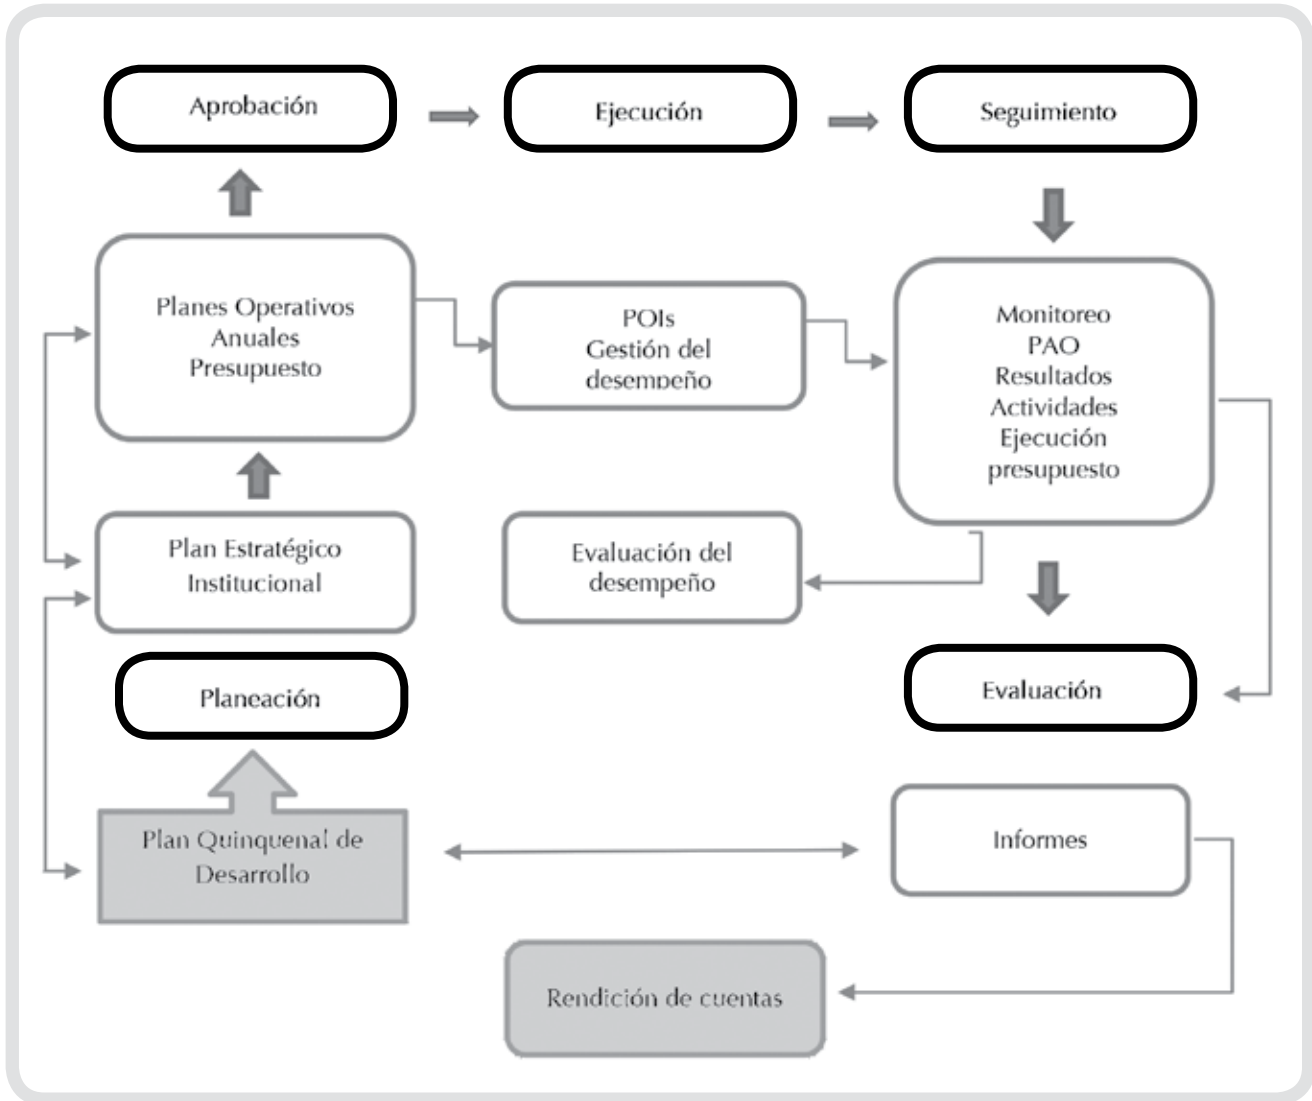 Aprobación
Ejecución
Seguimiento
Planes Operativos
Anuales
Presupuesto
POIs
Gestión del
desempeño
Monitoreo
PAO
Resultados
Actividades
Ejecución
presupuesto
Plan Estratégico
Institucional
Evaluación del
desempeño
Planeación
Evaluación
Plan Quinquenal de
Desarrollo
Informes
Rendición de cuentas